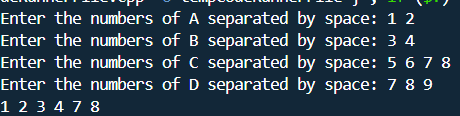 Enter the numbers of A separated by space: 1 2
Enter the numbers of B separated by space: 3 4
Enter the numbers of C separated by space: 5 6 7 8
Enter the numbers of D separated by space: 7 8 9
1 2 3 4 7 8